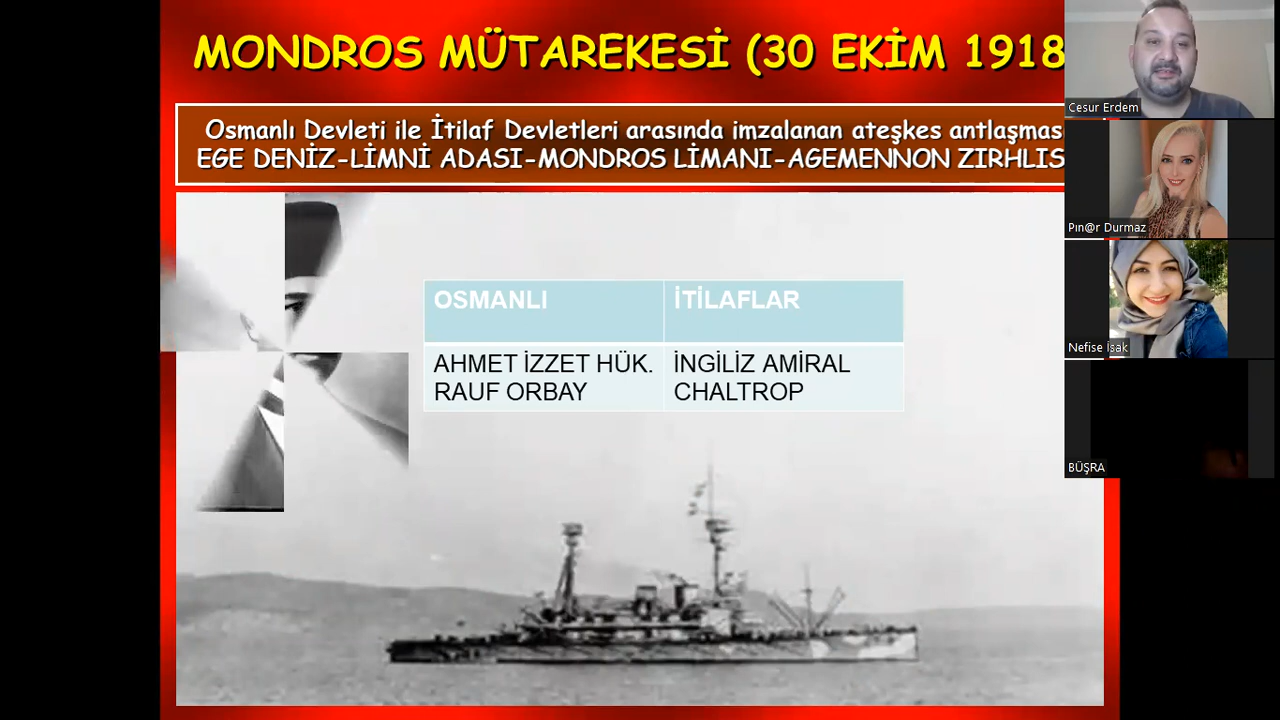 MONDROS MÜTAREKESİ (30 EKİM 1918
Osmanlı Devleti ile İtilaf Devletleri arasında imzalanan ateşkes antlaşmas
EGE DENİZ-LİMNİ ADASI-MONDROS LİMANI-AGEMENNON ZIRHLIS
OSMANLI
İTİLAFLAR
AHMET İZZET HÜK.
RAUF ORBAY
İNGİLİZ AMİRAL
CHALTROP
Cesur Erdem
Pın@r Durmaz
Nefise İsak
BÜŞRA